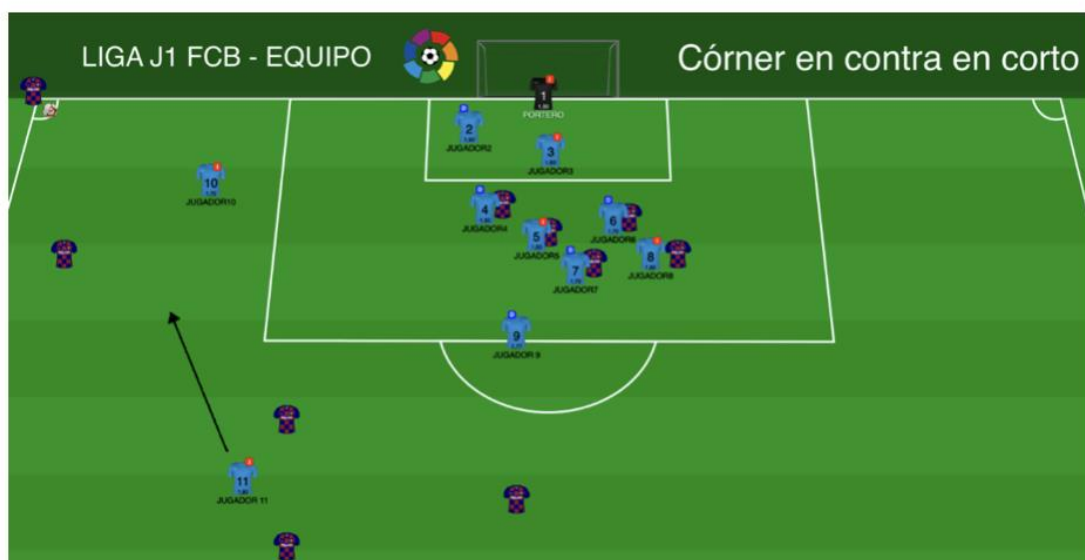 LIGA J1 FCB - EQUIPO
Córner en contra en corto
1
PORTERO
2
JUGADOR2
3
JUGADOR3
10
JUGADOR10
4
JUGADOR4
6
JUGADOR6
5
JUGADOR5
8
JUGADOR8
7
JUGADOR7
9
JUGADOR 9
11
JUGADOR 11